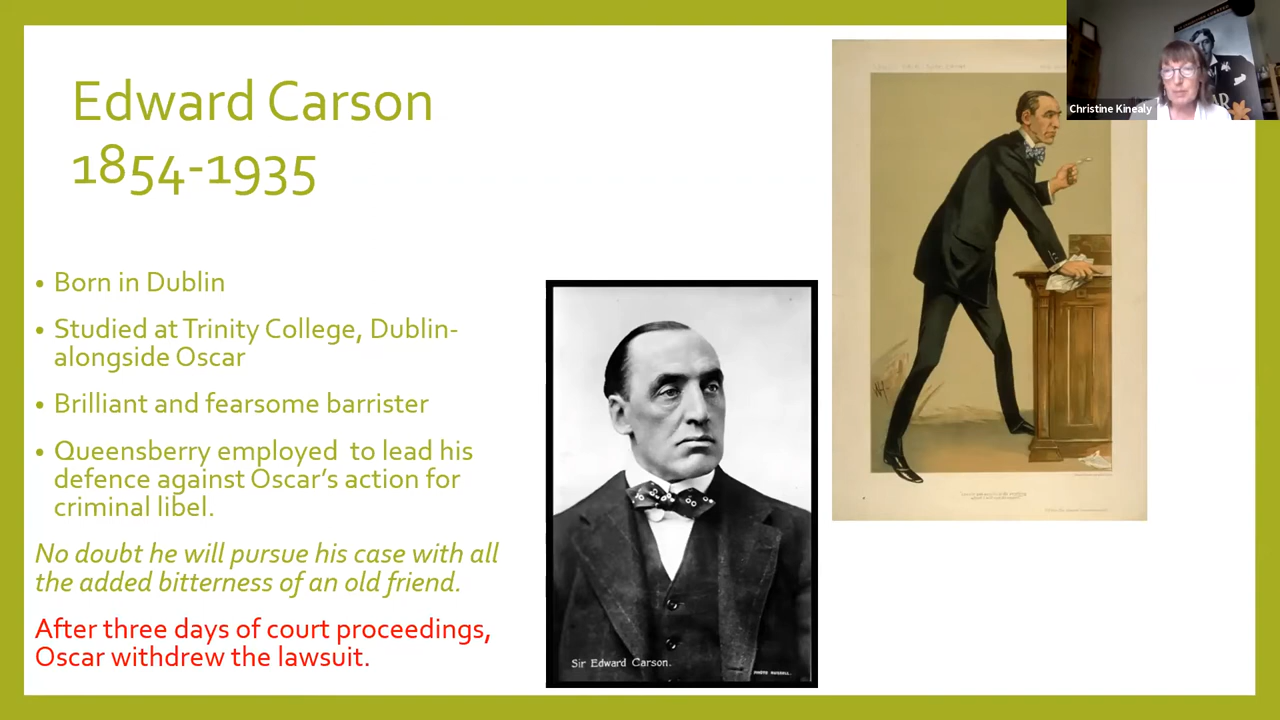 Edward Carson
1854-1935
Christine Kinealy
• Born in Dublin
• Studied at Trinity College, Dublin-
alongside Oscar
• Brilliant and fearsome barrister
• Queensberry employed  to lead his
defence against Oscar’s action for
criminal libel.
No doubt he will pursue his case with all
the added bitterness of an old friend.
After three days of court proceedings,
Oscar withdrew the lawsuit.
Sir Edward Carson.